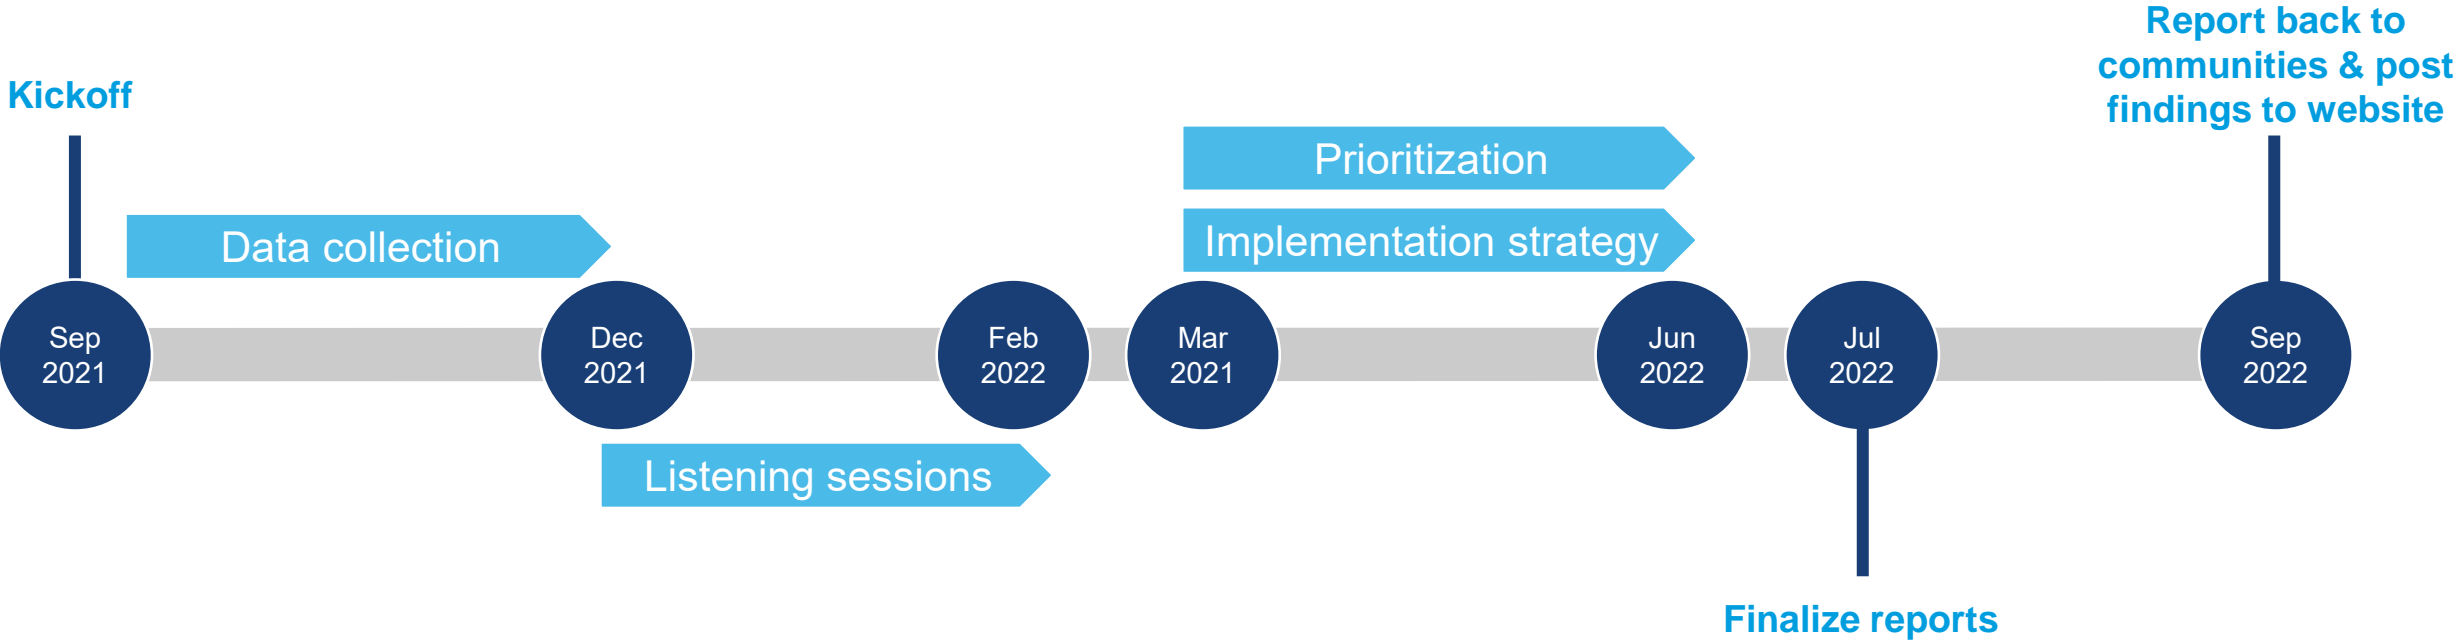 Kickoff
Report back to
communities & post
findings to website
Prioritization
Data collection
Implementation strategy
Sep
2021
Dec
2021
Feb
2022
Mar
2021
Jun
2022
Jul
2022
Sep
2022
Listening sessions
Finalize reports